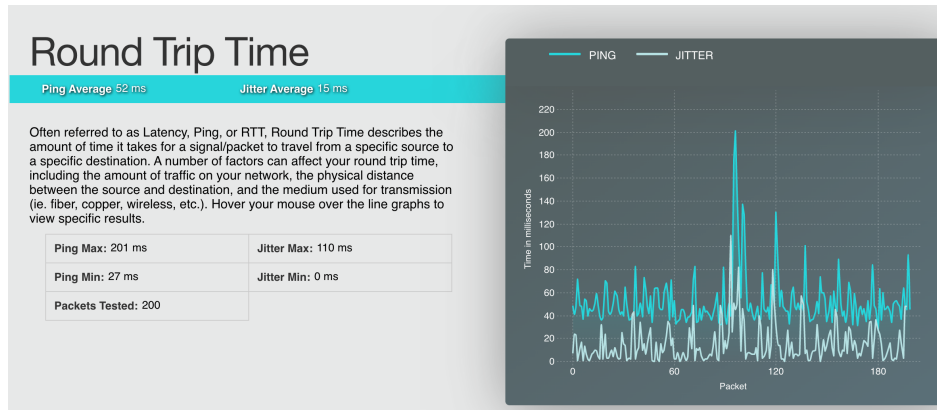 Round Trip Time
Ping Average 52 ms
Jitter Average 15 ms
Often referred to as Latency, Ping, or RTT, Round Trip Time describes the
amount of time it takes for a signal/packet to travel from a specific source to
a specific destination. A number of factors can affect your round trip time,
including the amount of traffic on your network, the physical distance
between the source and destination, and the medium used for transmission
(ie. fiber, copper, wireless, etc.). Hover your mouse over the line graphs to
view specific results.
Ping Max: 201 ms
Jitter Max: 110 ms
Ping Min: 27 ms
Jitter Min: 0 ms
Packets Tested: 200
PING
JITTER
Time in milliseconds
220
200
180
160
140
120
100
80
60
40
20
0
0
60
120
180
Packet